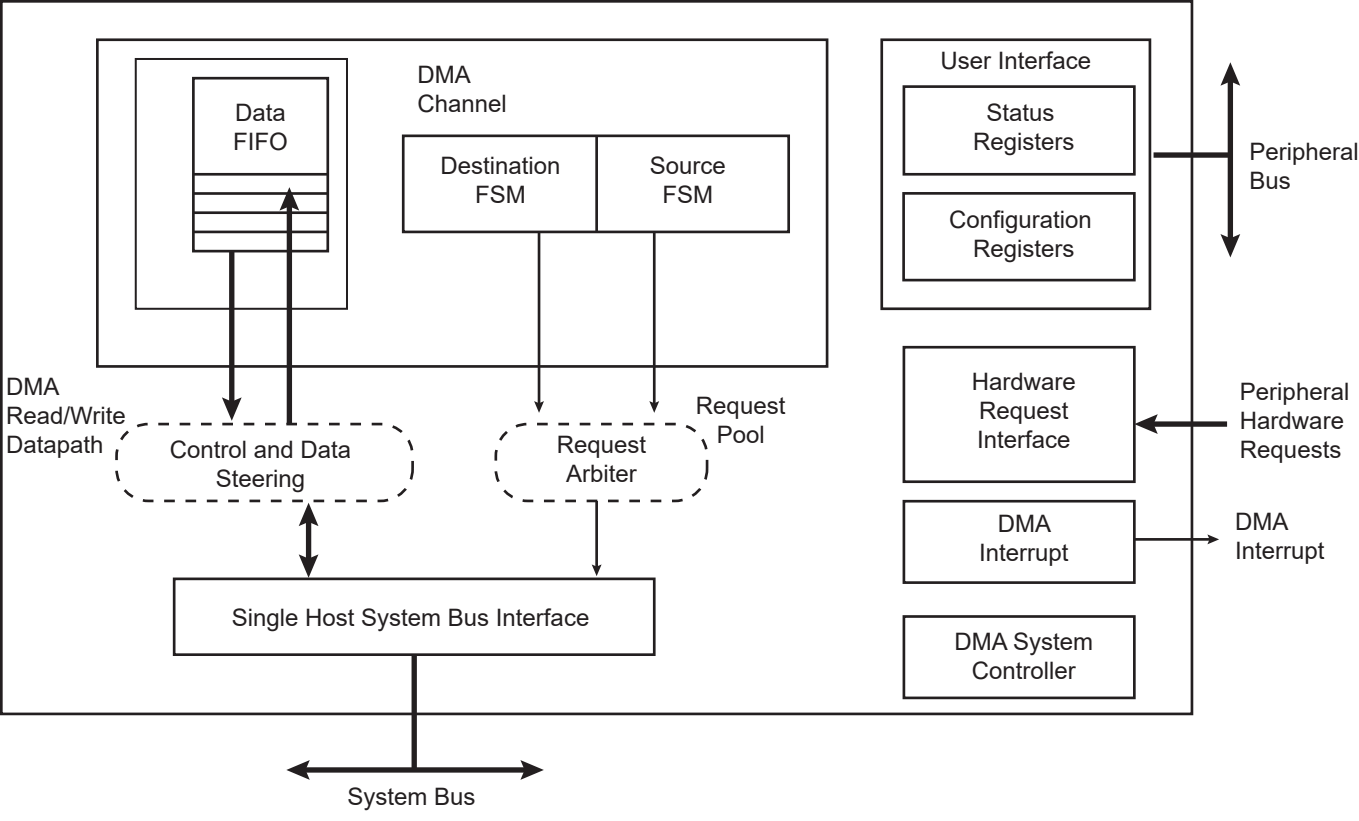 DMA
Channel
Data
FIFO
Destination
FSM
Source
FSM
User Interface
Status
Registers
Configuration
Registers
Peripheral
Bus
DMA
Read/Write
Datapath
Control and Data
Steering
Request
Arbiter
Request
Pool
Hardware
Request
Interface
Peripheral
Hardware
Requests
DMA
Interrupt
DMA
Interrupt
Single Host System Bus Interface
DMA System
Controller
System Bus